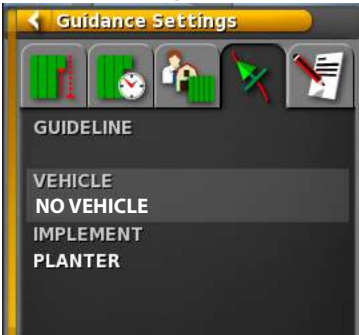 Guidance Settings
GUIDELINE
VEHICLE
NO VEHICLE
IMPLEMENT
PLANTER